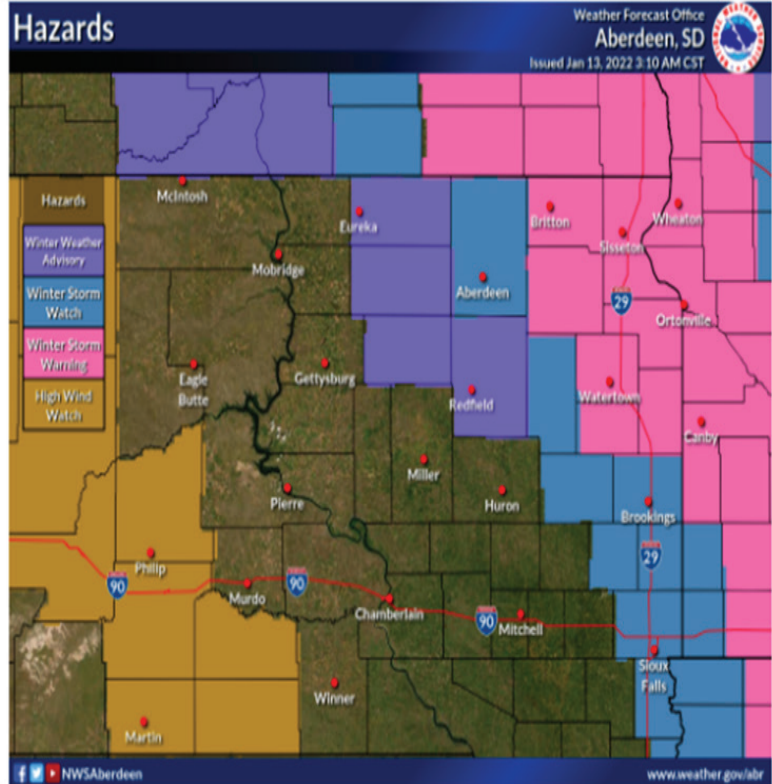 Hazards
Weather Forecast Office
Aberdeen, SD
Issued Jan 13, 2022 3:10 AM CST
Hazards
Winter Weather
Advisory
Winter Storm
Watch
Winter Storm
Warning
High Wind
Watch
McIntosh
Eureka
Britton
Wheaton
Sisseton
Mobridge
Aberdeen
29
Ortonville
Eagle
Butte
Gettysburg
Redfield
Watertown
Canby
Miller
Pierre
Huron
Brookings
29
Philip
90
Murdo
90
Chamberlain
90
Mitchell
Sioux
Falls
Winner
Martin
NWSAberdeen
www.weather.gov/abr